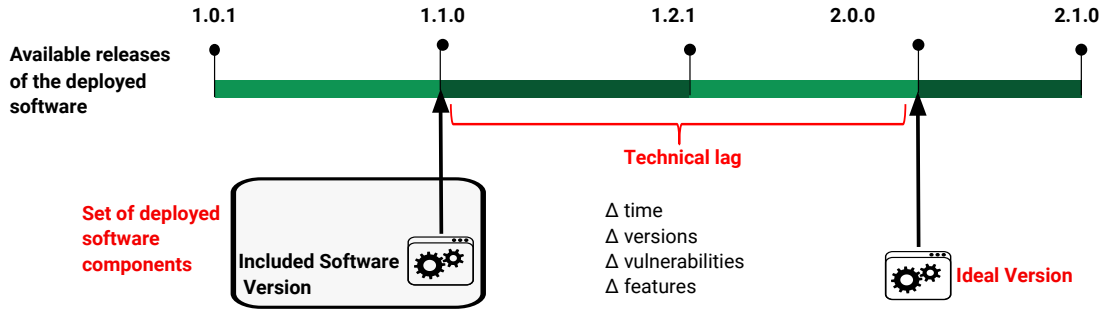 1.0.1 1.1.0 1.2.1 2.0.0 2.1.0
Available releases
of the deployed
software
Technical lag
Set of deployed
software
components
Included Software
Version
Δ time
Δ versions
Δ vulnerabilities
Δ features
Ideal Version